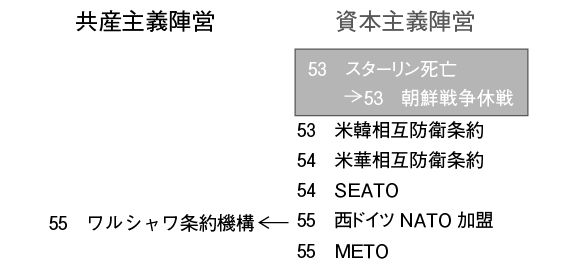 共産主義陣営 資本主義陣営
53 スターリン死亡
→53 朝鮮戦争休戦
53 米韓相互防衛条約
54 米華相互防衛条約
54 SEATO
55 ワルシャワ条約機構 ← 55 西ドイツ NATO 加盟
55 METO